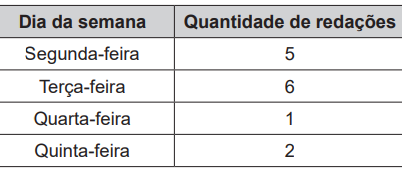 Dia da semana Quantidade de redações
Segunda-feira 5
Terça-feira 6
Quarta-feira 1
Quinta-feira 2